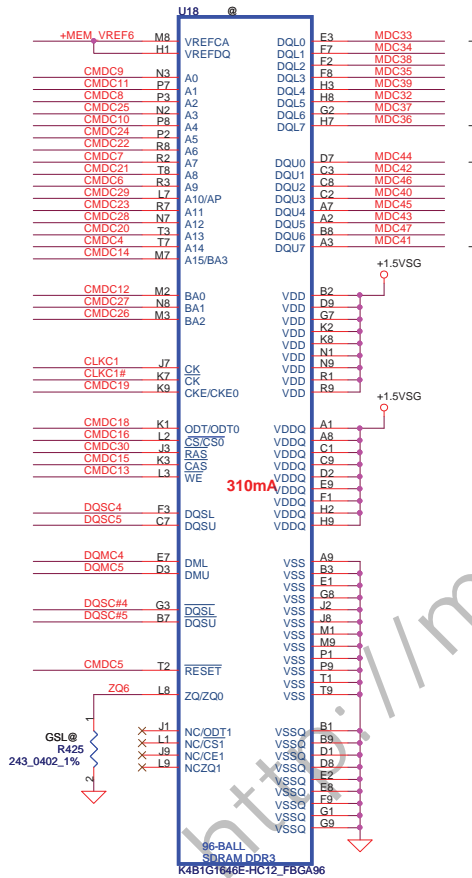 U18 @
+MEM_VREF6 M8 VREFCA DQL0 E3 MDC33
H1 VREFDQ DQL1 F7 MDC34
DQL2 F2 MDC38
CMDC9 N3 A0 DQL3 F8 MDC35
CMDC11 P7 A1 DQL4 H3 MDC39
CMDC8 P3 A2 DQL5 H8 MDC32
CMDC25 N2 A3 DQL6 G2 MDC37
CMDC10 P8 A4 DQL7 H7 MDC36
CMDC24 P2 A5
CMDC22 R8 A6
CMDC7 R2 A7 DQU0 D7 MDC44
CMDC21 T8 A8 DQU1 C3 MDC42
CMDC6 R3 A9 DQU2 C8 MDC46
CMDC29 L7 A10/AP DQU3 C2 MDC40
CMDC23 R7 A11 DQU4 A7 MDC45
CMDC28 N7 A12 DQU5 A2 MDC43
CMDC20 T3 A13 DQU6 B8 MDC47
CMDC4 T7 A14 DQU7 A3 MDC41
CMDC14 M7 A15/BA3
+1.5VSG
CMDC12 M2 BA0 VDD B2
CMDC27 N8 BA1 VDD D9
CMDC26 M3 BA2 VDD G7
VDD K2
VDD K8
VDD N1
CLKC1 J7 CK VDD N9
CLKC1# K7 CK VDD R1
CMDC19 K9 CKE/CKE0 VDD R9
+1.5VSG
CMDC18 K1 ODT/ODT0 VDDQ A1
CMDC16 L2 CS/CS0 VDDQ A8
CMDC30 J3 RAS VDDQ C1
CMDC15 K3 CAS VDDQ C9
CMDC13 L3 WE VDDQ D2
310mA VDDQ E9
VDDQ F1
DQSC4 F3 DQSL VDDQ H2
DQSC5 C7 DQSU VDDQ H9
DQMC4 E7 DML VSS A9
DQMC5 D3 DMU VSS B3
VSS E1
VSS G8
DQSC#4 G3 DQSL VSS J2
DQSC#5 B7 DQSU VSS J8
VSS M1
VSS M9
VSS P1
CMDC5 T2 RESET VSS P9
VSS T1
ZQ6 L8 ZQ/ZQ0 VSS T9
1
J1 NC/ODT1 VSSQ B1
GSL@ L1 NC/CS1 VSSQ B9
R425 J9 NC/CE1 VSSQ D1
243_0402_1% L9 NCZQ1 VSSQ D8
2 VSSQ E2
VSSQ E8
VSSQ F9
VSSQ G1
VSSQ G9
96-BALL
SDRAM DDR3
K4B1G1646E-HC12_FBGA96
http://m